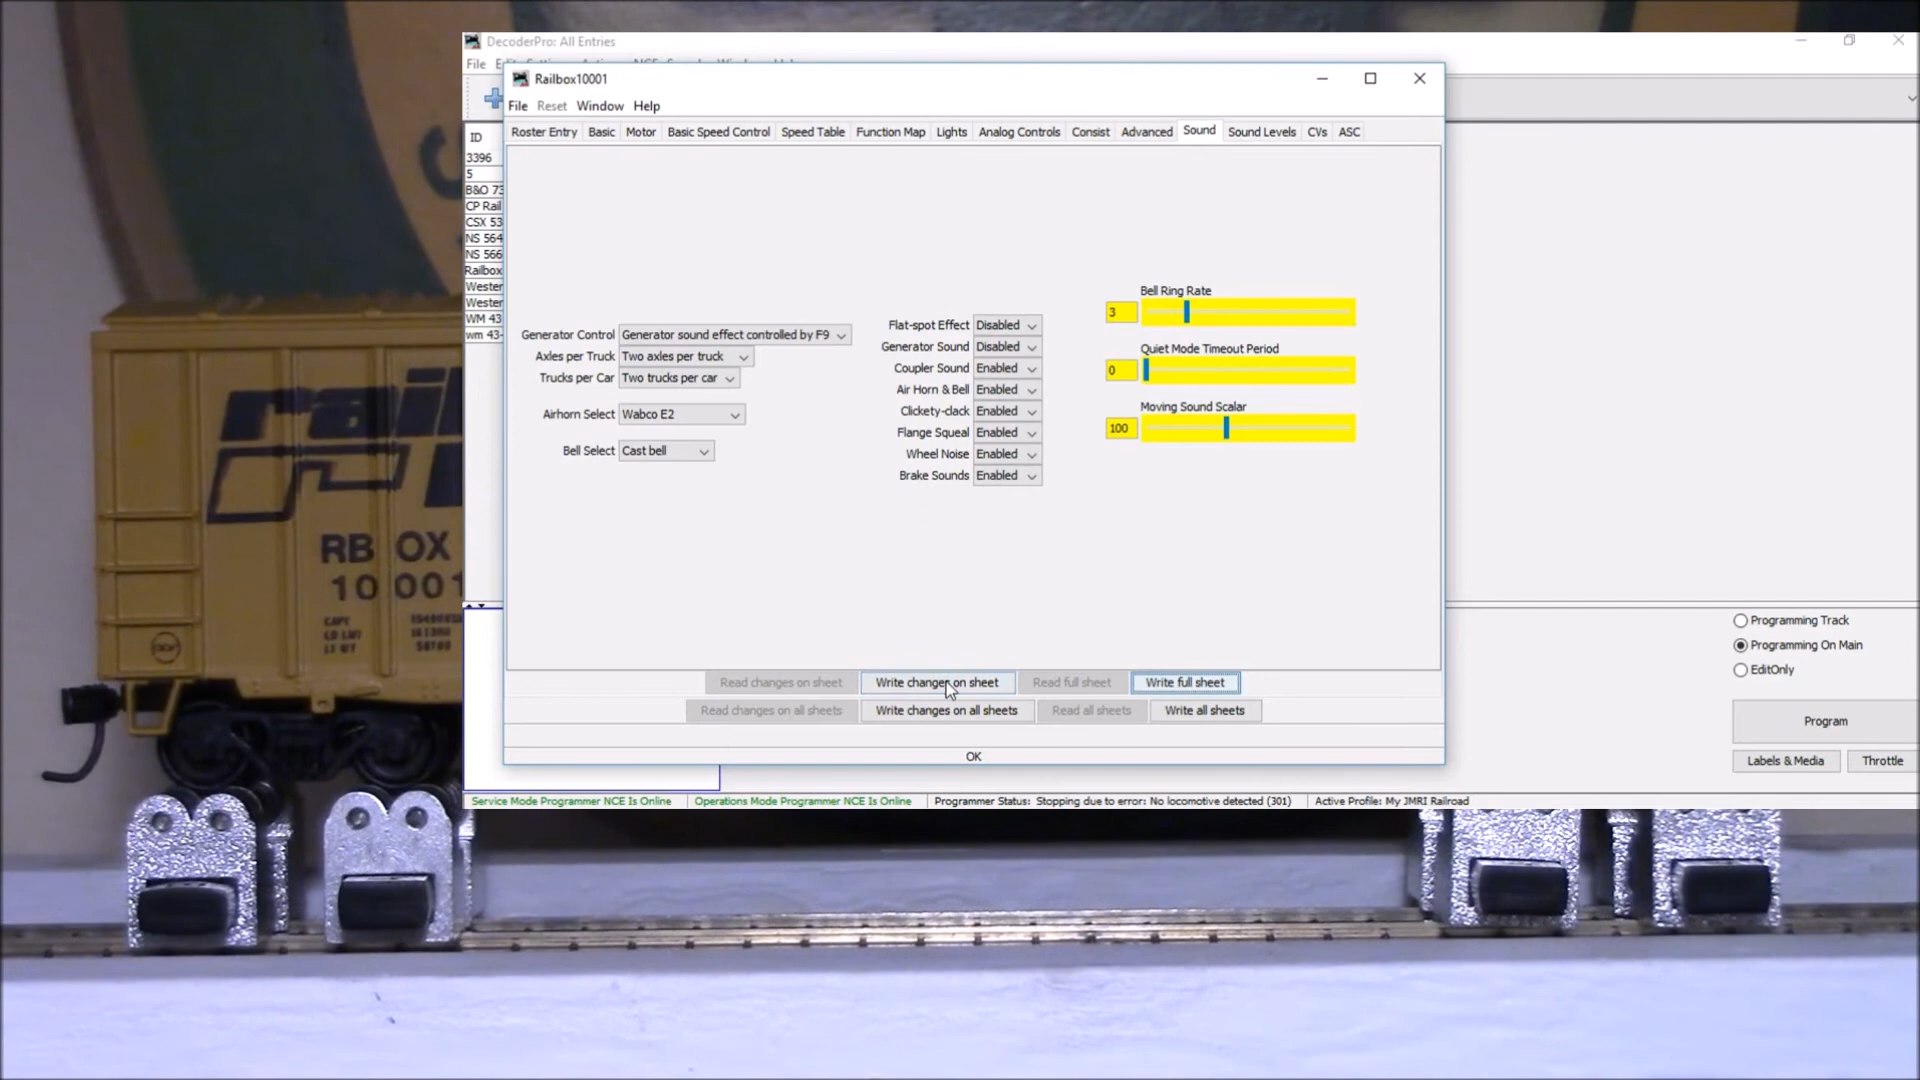 DecoderPro: All Entries
File
Railbox10001
File Reset Window Help
Roster Entry Basic Motor Basic Speed Control Speed Table Function Map Lights Analog Controls Consist Advanced Sound Sound Levels CVs ASC
ID
3396
5
B&O 73
CP Rail
CSX 53
NS 564
NS 566
Railbox
Wester
Wester
WM 43
wm 43-
Generator Control Generator sound effect controlled by F9
Axles per Truck Two axles per truck
Trucks per Car Two trucks per car
Airhorn Select Wabco E2
Bell Select Cast bell
Flat-spot Effect Disabled
Generator Sound Disabled
Coupler Sound Enabled
Air Horn & Bell Enabled
Clickety-clack Enabled
Flange Squeal Enabled
Wheel Noise Enabled
Brake Sounds Enabled
Bell Ring Rate
3
Quiet Mode Timeout Period
0
Moving Sound Scalar
100
Read changes on sheet Write changes on sheet Read full sheet Write full sheet
Read changes on all sheets Write changes on all sheets Read all sheets Write all sheets
OK
Programming Track
Programming On Main
EditOnly
Program
Labels & Media Throttle
Service Mode Programmer NCE Is Online Operations Mode Programmer NCE Is Online Programmer Status: Stopping due to error: No locomotive detected (301) Active Profile: My JMRI Railroad
rail
RBOX
10001
CAPY
LD LMT
LT WT